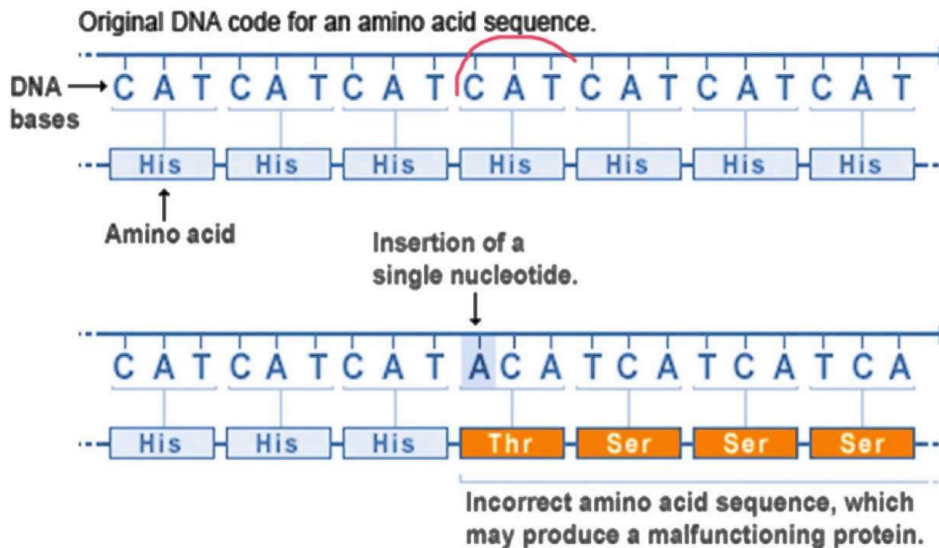 Original DNA code for an amino acid sequence.
DNA bases
C A T C A T C A T C A T C A T C A T C A T
His His His His His His His
Amino acid
Insertion of a
single nucleotide.
C A T C A T C A T A C A T C A T C A T C A
His His His Thr Ser Ser Ser
Incorrect amino acid sequence, which
may produce a malfunctioning protein.